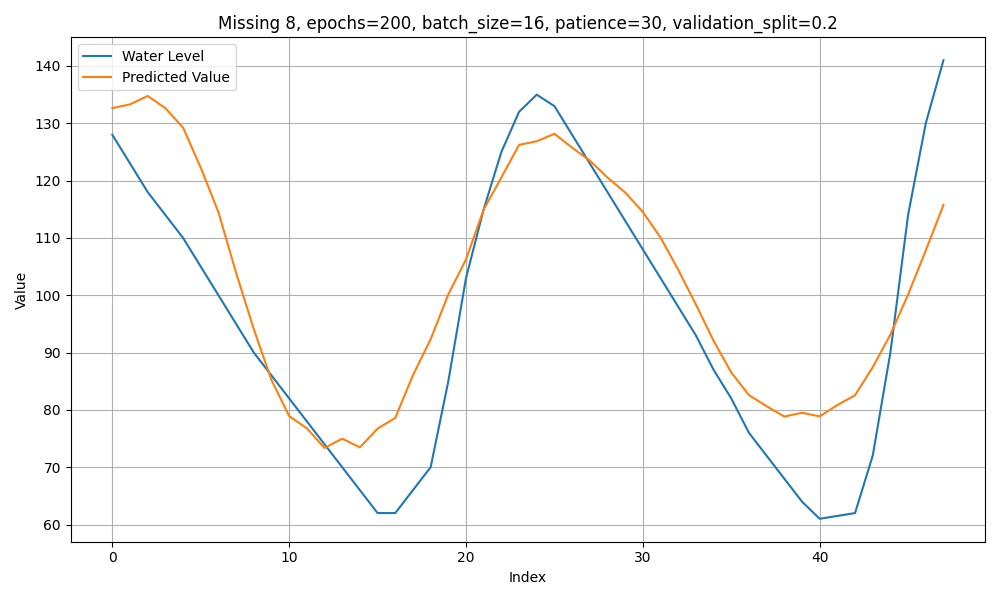 Missing 8, epochs=200, batch_size=16, patience=30, validation_split=0.2
Water Level
Predicted Value
Value
140
130
120
110
100
90
80
70
60
0
10
20
30
40
Index